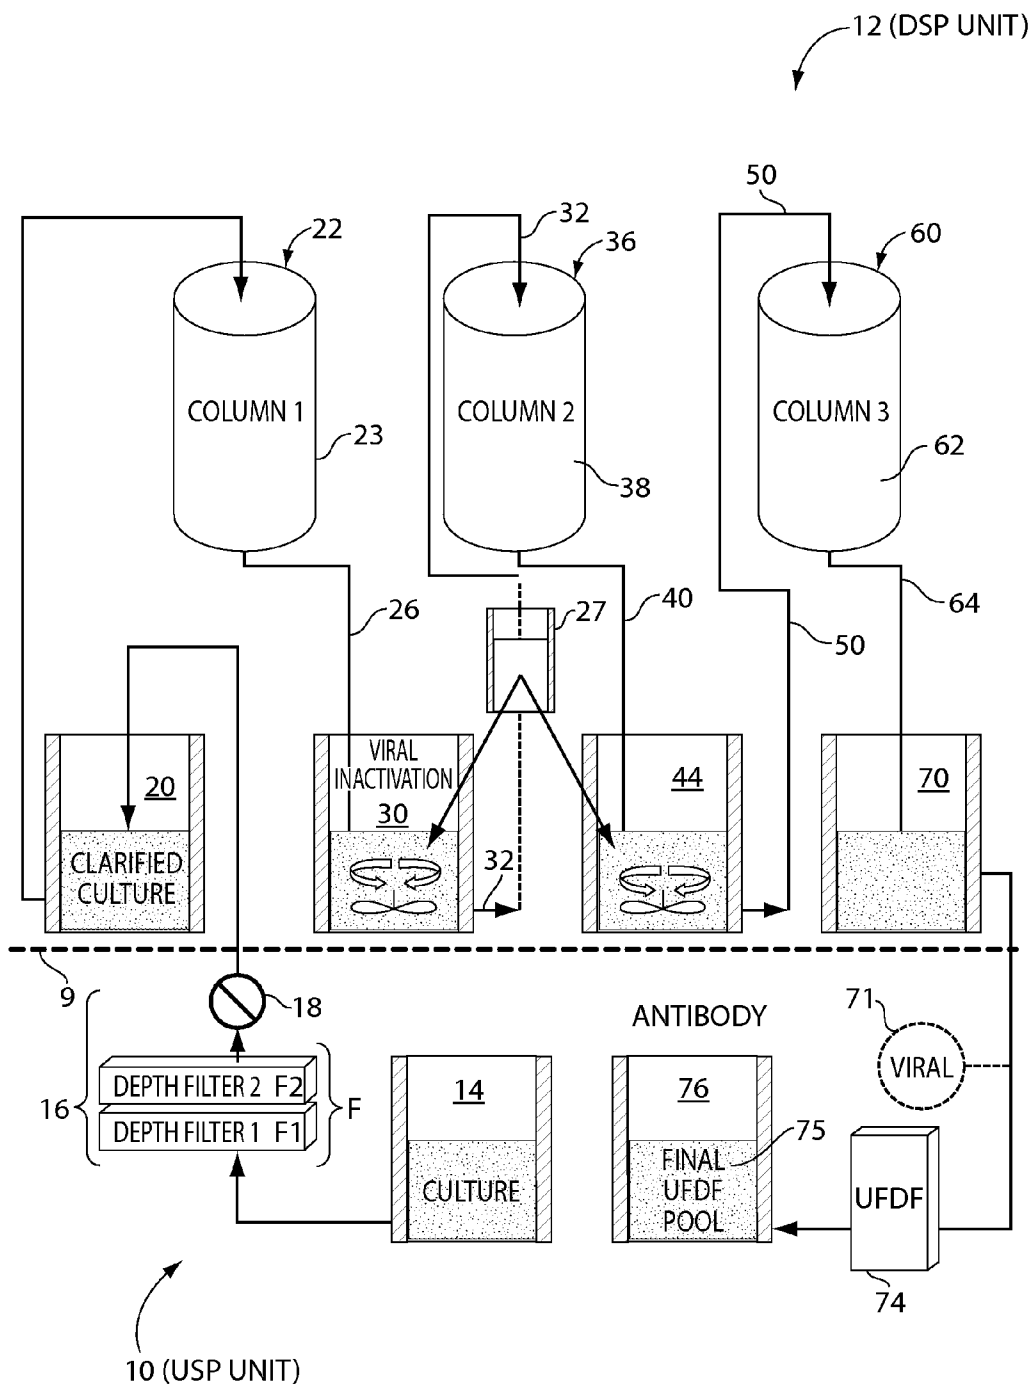 12 (DSP UNIT)
50
32
22
36
60
COLUMN 1
COLUMN 2
COLUMN 3
23
38
62
26
27
40
64
50
20
VIRAL
INACTIVATION
30
44
70
CLARIFIED
CULTURE
32
9
18
71
ANTIBODY
VIRAL
16
DEPTH FILTER 2 F2
DEPTH FILTER 1 F1
F
14
76
75
CULTURE
FINAL
UFDF
POOL
UFDF
74
10 (USP UNIT)